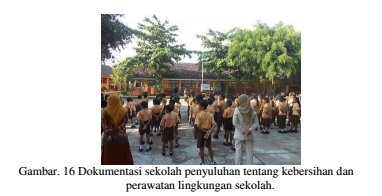 Gambar. 16 Dokumentasi sekolah penyuluhan tentang kebersihan dan
perawatan lingkungan sekolah.